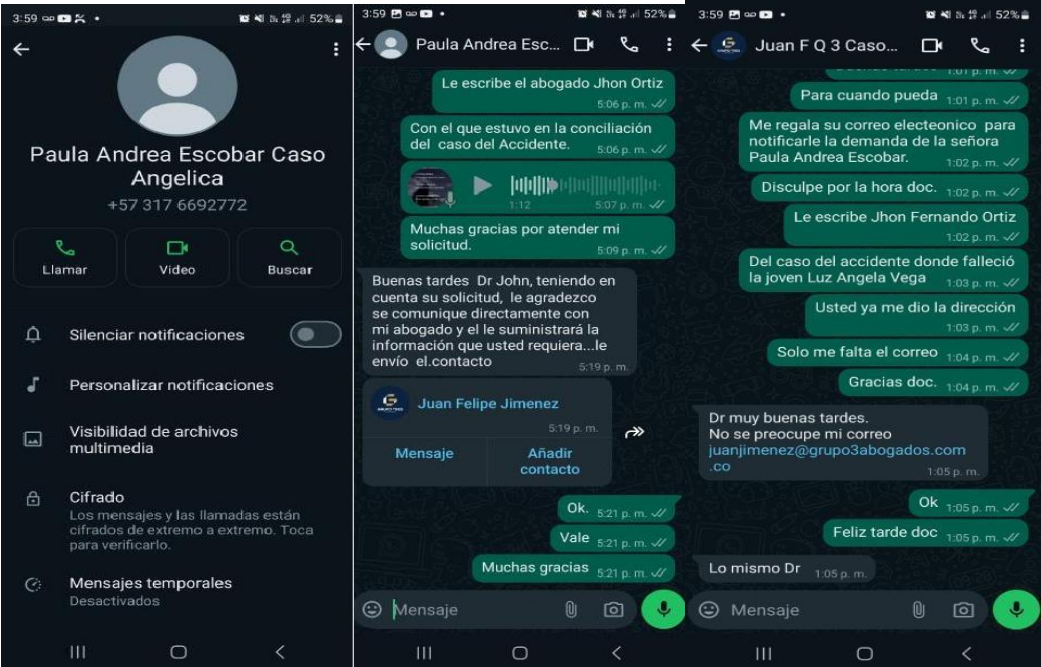 3:59
52%
Paula Andrea Escobar Caso
Angelica
+57 317 6692772
Llamar
Video
Buscar
Silenciar notificaciones
Personalizar notificaciones
Visibilidad de archivos
multimedia
Cifrado
Los mensajes y las llamadas están
cifrados de extremo a extremo. Toca
para verificarlo.
Mensajes temporales
Desactivados
3:59
52%
Paula Andrea Esc...
Le escribe el abogado Jhon Ortiz
5:06 p. m.
Con el que estuvo en la conciliación
del caso del Accidente.
5:06 p. m.
1:12
5:07 p. m.
Muchas gracias por atender mi
solicitud.
5:09 p. m.
Buenas tardes Dr John, teniendo en
cuenta su solicitud, le agradezco
se comunique directamente con
mi abogado y el le suministrará la
información que usted requiera...le
envío el.contacto
5:19 p. m.
Juan Felipe Jimenez
5:19 p. m.
Mensaje
Añadir
contacto
Ok. 5:21 p. m.
Vale 5:21 p. m.
Muchas gracias 5:21 p. m.
Mensaje
3:59
52%
Juan F Q 3 Caso...
1:01 p. m.
Para cuando pueda 1:01 p. m.
Me regala su correo electeonico para
notificarle la demanda de la señora
Paula Andrea Escobar.
1:02 p. m.
Disculpe por la hora doc. 1:02 p. m.
Le escribe Jhon Fernando Ortiz
1:02 p. m.
Del caso del accidente donde falleció
la joven Luz Angela Vega
1:03 p. m.
Usted ya me dio la dirección
1:03 p. m.
Solo me falta el correo 1:04 p. m.
Gracias doc. 1:04 p. m.
Dr muy buenas tardes.
No se preocupe mi correo
juanjimenez@grupo3abogados.com
.co
1:05 p. m.
Ok 1:05 p. m.
Feliz tarde doc 1:05 p. m.
Lo mismo Dr 1:05 p. m.
Mensaje